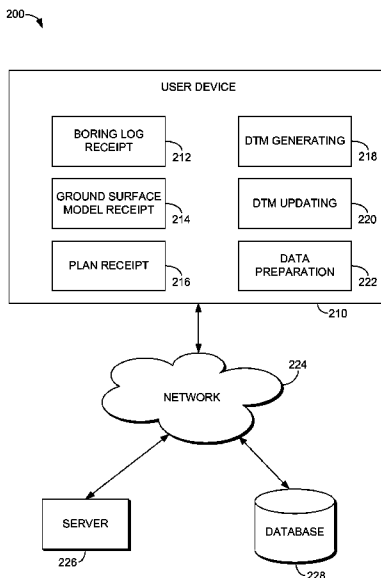 200
USER DEVICE
BORING LOG
RECEIPT
212
DTM GENERATING
218
GROUND SURFACE
MODEL RECEIPT
214
DTM UPDATING
220
PLAN RECEIPT
216
DATA
PREPARATION
222
210
NETWORK
224
SERVER
226
DATABASE
228